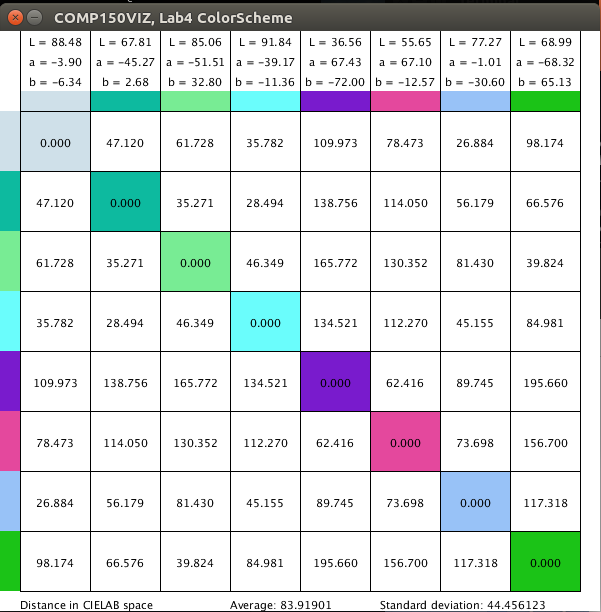 COMP150VIZ, Lab4 ColorScheme
L = 88.48 L = 67.81 L = 85.06 L = 91.84 L = 36.56 L = 55.65 L = 77.27 L = 68.99
a = -3.90 a = -45.27 a = -51.51 a = -39.17 a = 67.43 a = 67.10 a = -1.01 a = -68.32
b = -6.34 b = 2.68 b = 32.80 b = -11.36 b = -72.00 b = -12.57 b = -30.60 b = 65.13
0.000 47.120 61.728 35.782 109.973 78.473 26.884 98.174
47.120 0.000 35.271 28.494 138.756 114.050 56.179 66.576
61.728 35.271 0.000 46.349 165.772 130.352 81.430 39.824
35.782 28.494 46.349 0.000 134.521 112.270 45.155 84.981
109.973 138.756 165.772 134.521 0.000 62.416 89.745 195.660
78.473 114.050 130.352 112.270 62.416 0.000 73.698 156.700
26.884 56.179 81.430 45.155 89.745 73.698 0.000 117.318
98.174 66.576 39.824 84.981 195.660 156.700 117.318 0.000
Distance in CIELAB space Average: 83.91901 Standard deviation: 44.456123